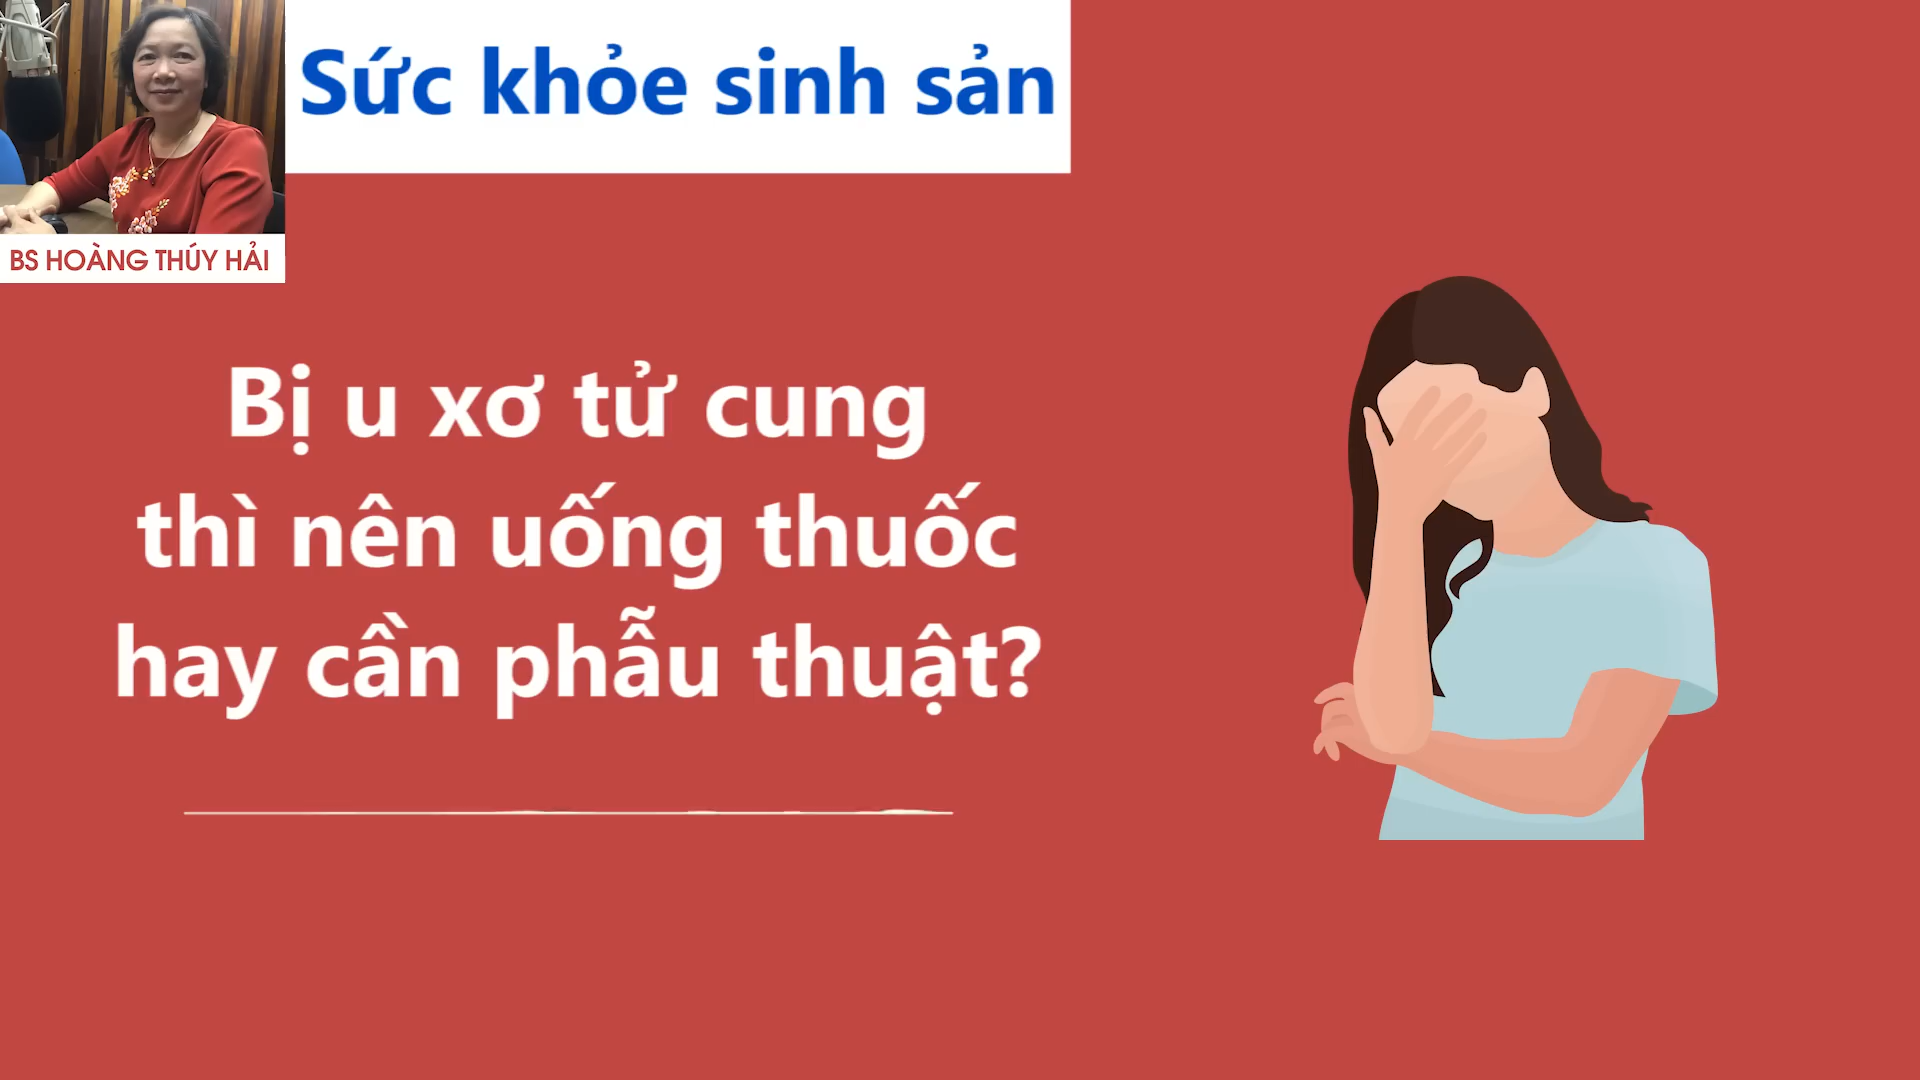 Sức khỏe sinh sản
BS HOÀNG THÚY HẢI
Bị u xơ tử cung
thì nên uống thuốc
hay cần phẫu thuật?